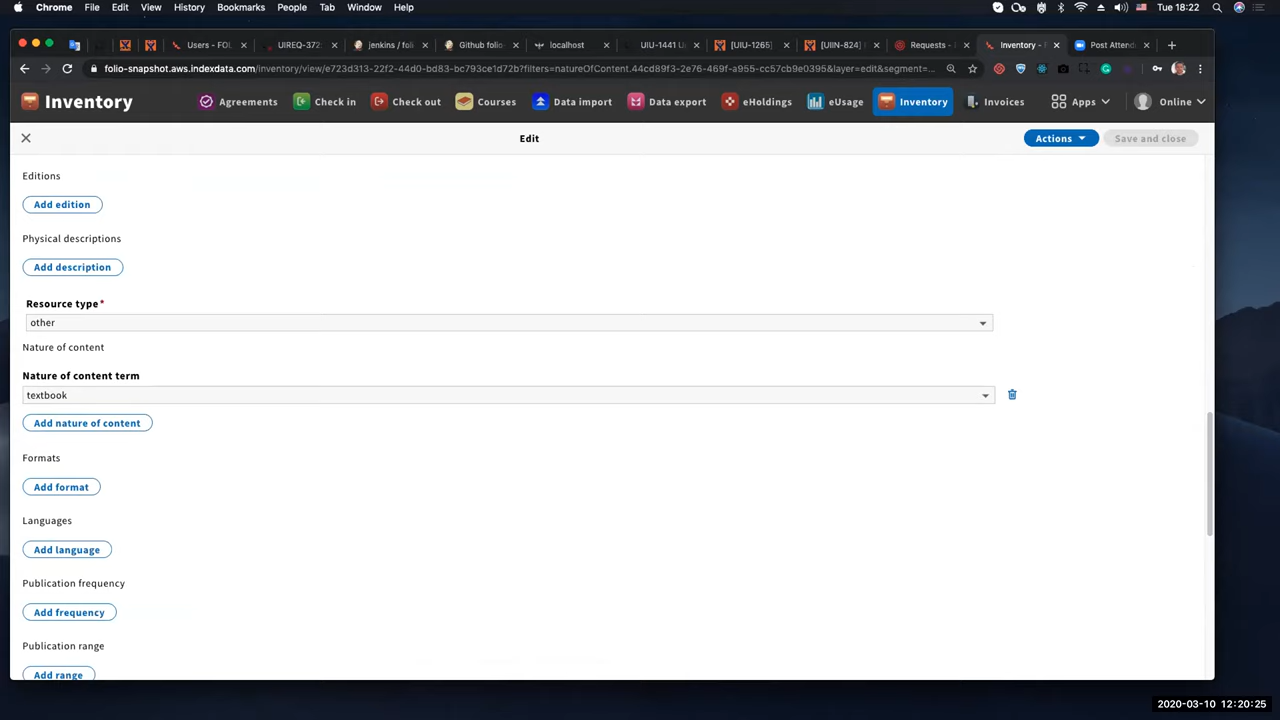 Chrome File Edit View History Bookmarks People Tab Window Help Tue 18:22
Users - FOL UIREQ-372: jenkins / foli Github folio localhost UIU-1441 U [UIU-1265] [UIIN-824] F Requests - L Inventory - F Post Attend
folio-snapshot.aws.indexdata.com/inventory/view/e723d313-22f2-44d0-bd83-bc793ce1d72b?filters=natureOfContent.44cd89f3-2e76-469f-a955-cc57cb9e0395&layer=edit&segment=...
Inventory Agreements Check in Check out Courses Data import Data export eHoldings eUsage Inventory Invoices Apps Online
Edit Actions Save and close
Editions
Add edition
Physical descriptions
Add description
Resource type*
other
Nature of content
Nature of content term
textbook
Add nature of content
Formats
Add format
Languages
Add language
Publication frequency
Add frequency
Publication range
Add range
2020-03-10 12:20:25